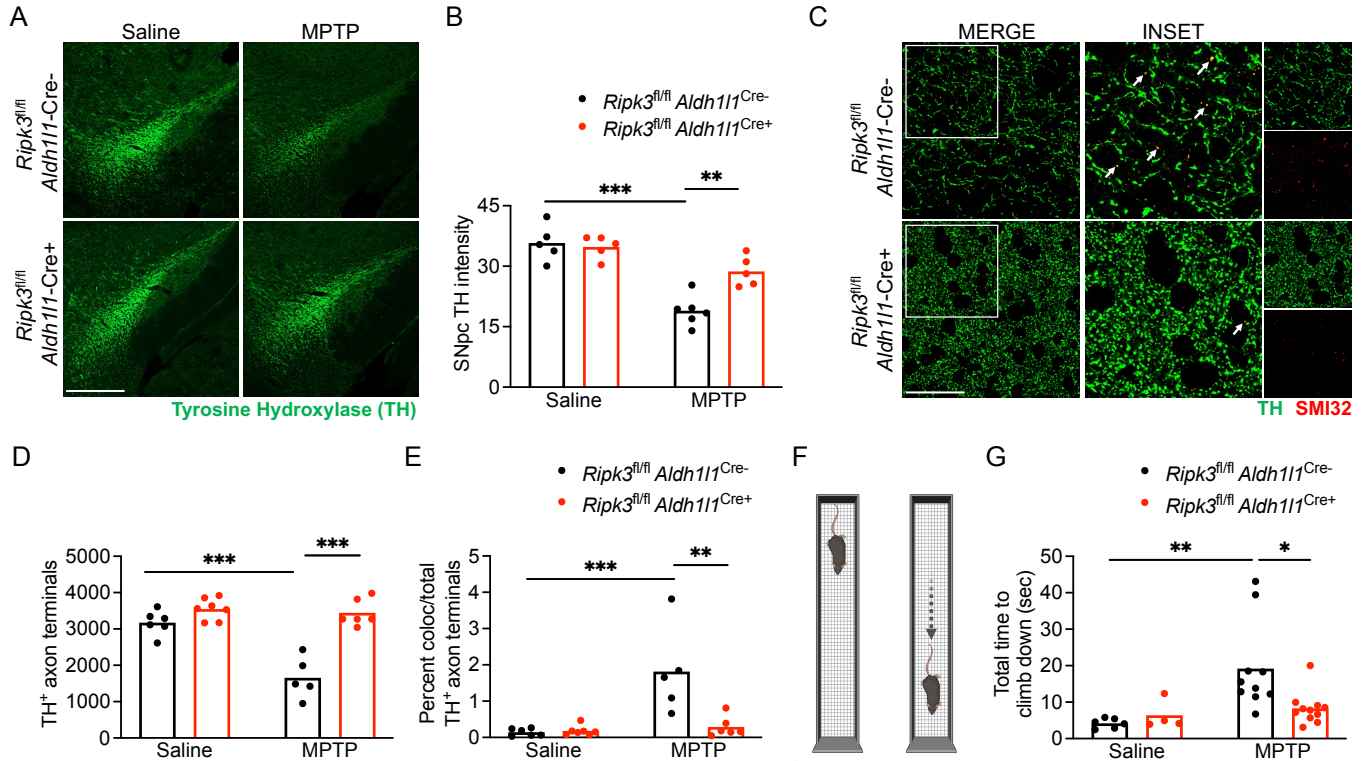 A
Saline
MPTP
Ripk3fl/fl
Aldh1l1-Cre-
Ripk3fl/fl
Aldh1l1-Cre+
Tyrosine Hydroxylase (TH)
B
Ripk3fl/fl Aldh1l1Cre-
Ripk3fl/fl Aldh1l1Cre+
***
**
SNpc TH intensity
45
30
15
0
Saline
MPTP
C
MERGE
INSET
Ripk3fl/fl
Aldh1l1-Cre-
Ripk3fl/fl
Aldh1l1-Cre+
TH SMI32
D
***
***
TH+ axon terminals
5000
4000
3000
2000
1000
0
Saline
MPTP
E
Ripk3fl/fl Aldh1l1Cre-
Ripk3fl/fl Aldh1l1Cre+
***
**
Percent coloc/total
TH+ axon terminals
5
4
3
2
1
0
Saline
MPTP
F
G
Ripk3fl/fl Aldh1l1Cre-
Ripk3fl/fl Aldh1l1Cre+
**
*
Total time to
climb down (sec)
50
40
30
20
10
0
Saline
MPTP